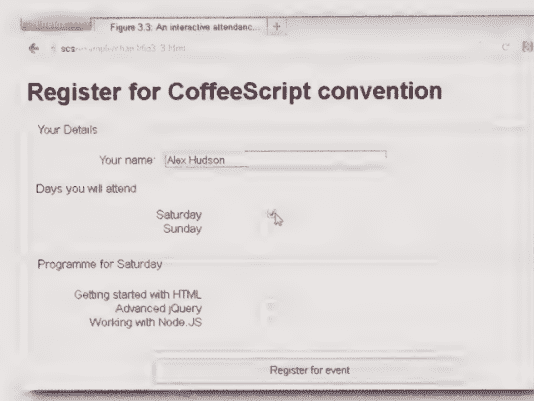 Figure 3.3: An interactive attendanc...
Register for CoffeeScript convention
Your Details
Your name: Alex Hudson
Days you will attend
Saturday
Sunday
Programme for Saturday
Getting started with HTML
Advanced jQuery
Working with Node.JS
Register for event